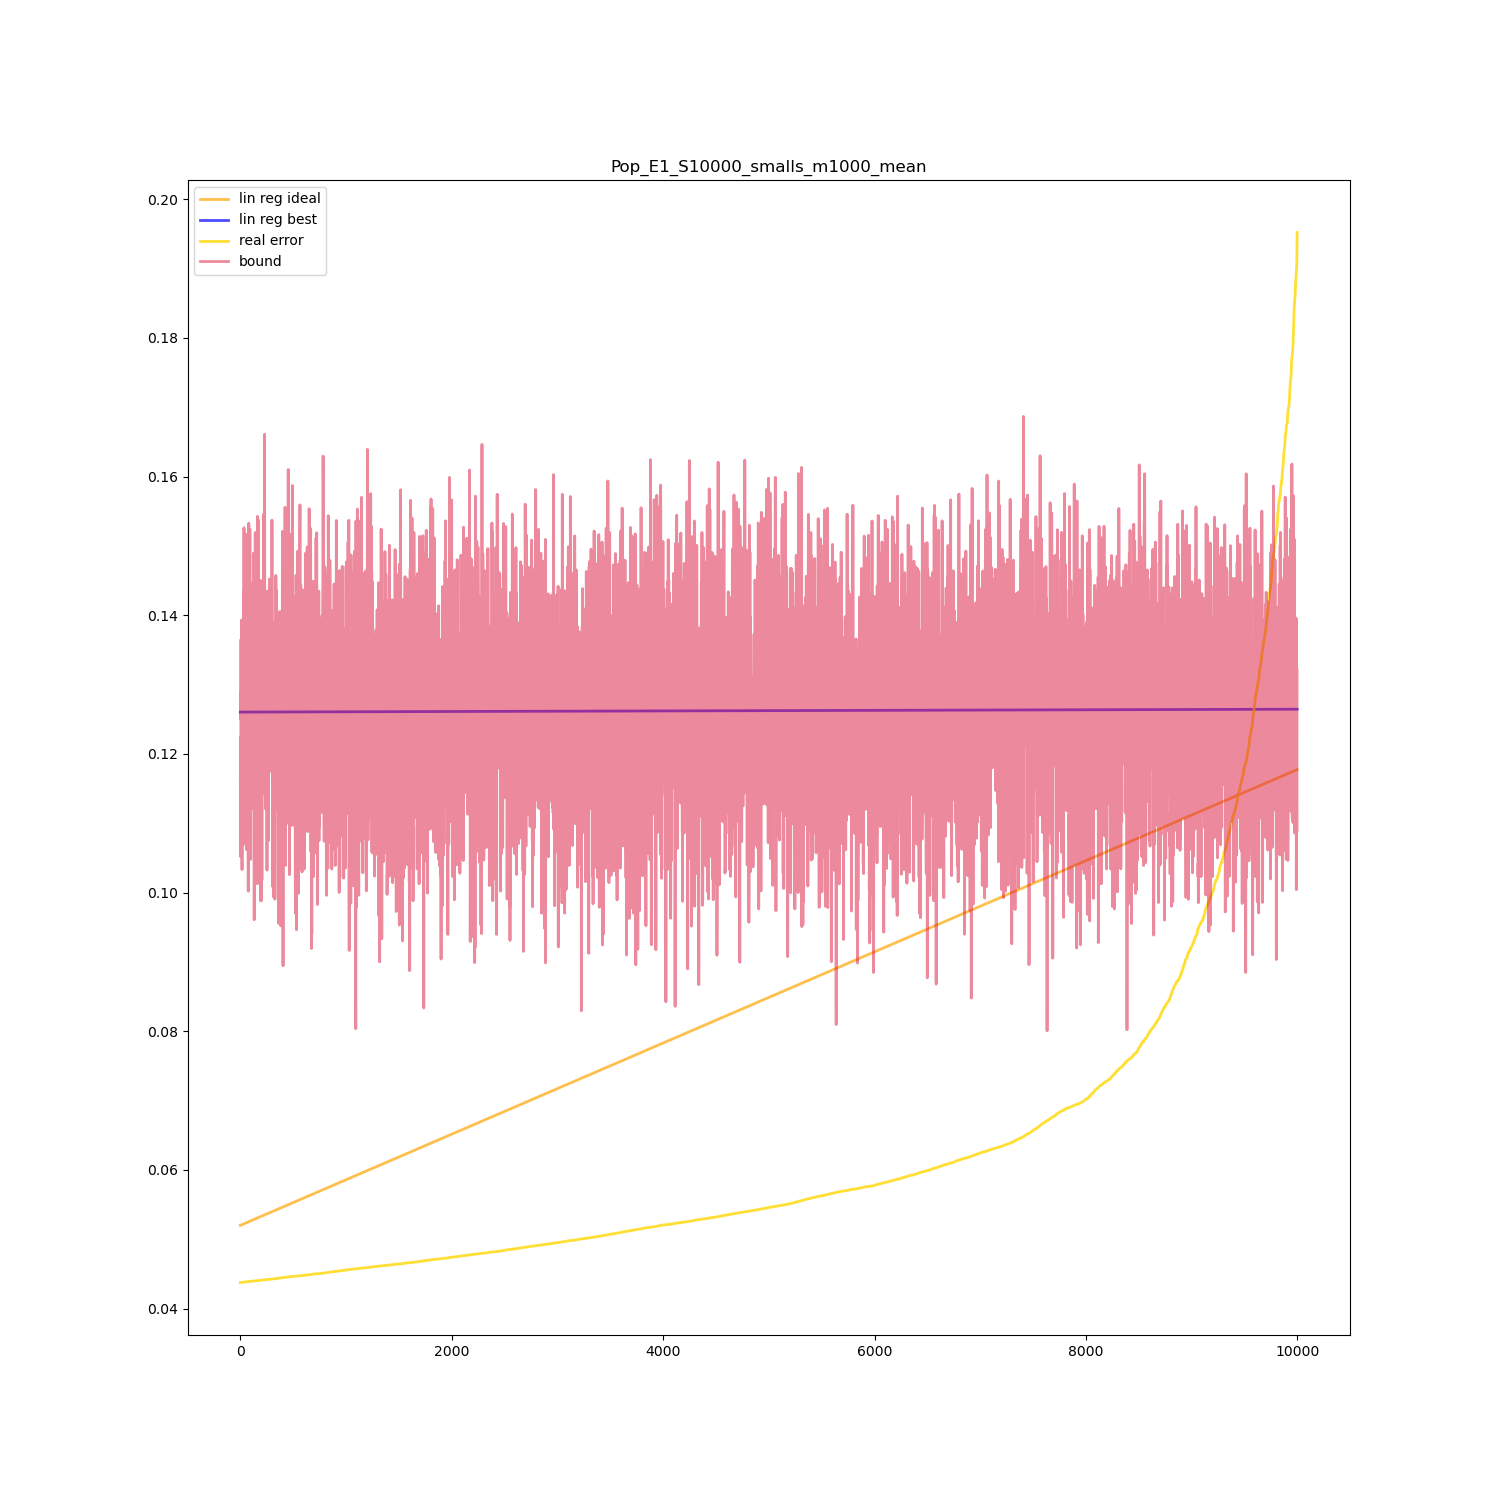 Pop_E1_S10000_smalls_m1000_mean
lin reg ideal
lin reg best
real error
bound
0.20
0.18
0.16
0.14
0.12
0.10
0.08
0.06
0.04
0 2000 4000 6000 8000 10000